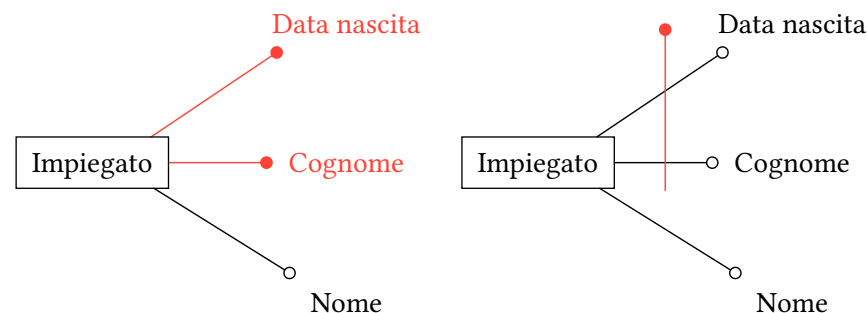 Data nascita
Impiegato
Cognome
Nome
Data nascita
Impiegato
Cognome
Nome